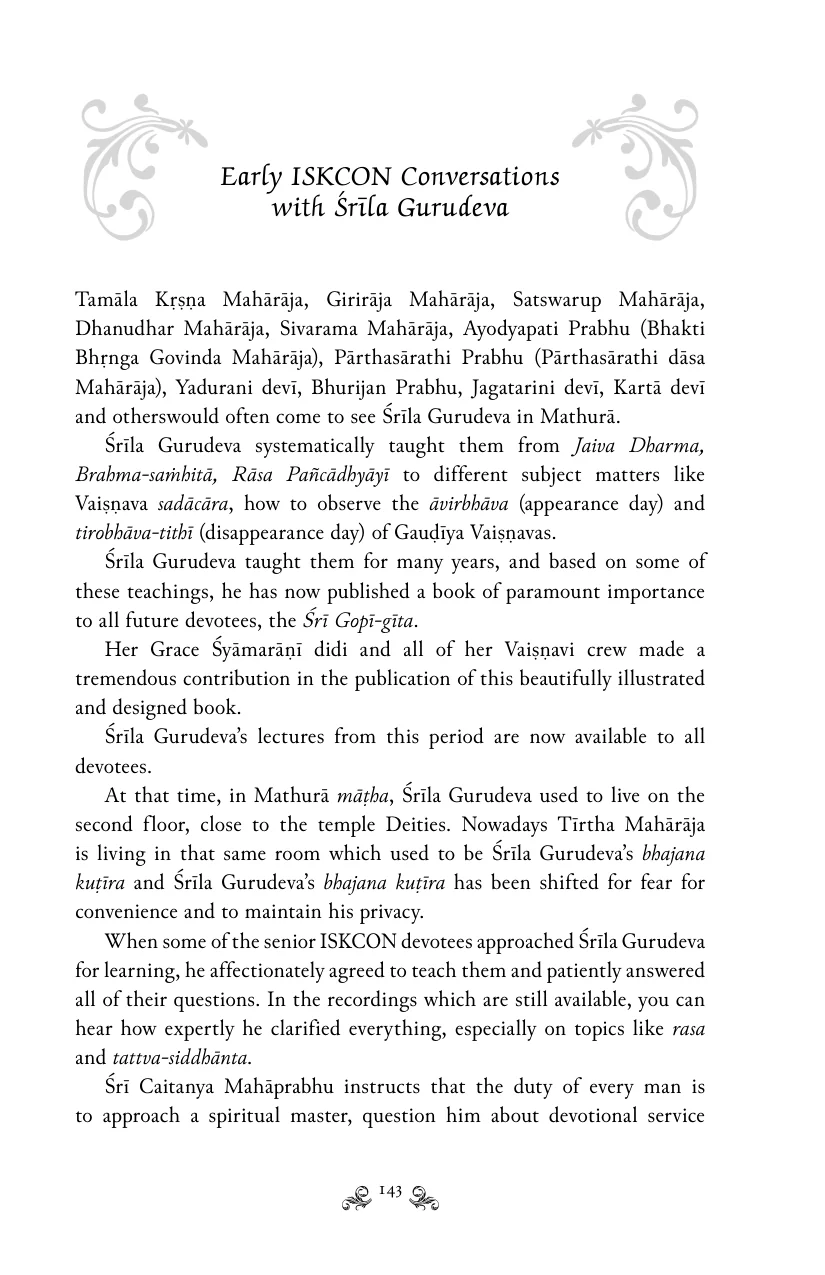 Early ISKCON Conversations
with Śrīla Gurudeva
Tamāla Kṛṣṇa Mahārāja, Girirāja Mahārāja, Satswarup Mahārāja,
Dhanudhar Mahārāja, Sivarama Mahārāja, Ayodyapati Prabhu (Bhakti
Bhṛnga Govinda Mahārāja), Pārthasārathi Prabhu (Pārthasārathi dāsa
Mahārāja), Yadurani devī, Bhurijan Prabhu, Jagatarini devī, Kartā devī
and otherswould often come to see Śrīla Gurudeva in Mathurā.
Śrīla Gurudeva systematically taught them from Jaiva Dharma,
Brahma-saṁhitā, Rāsa Pañcādhyāyī to different subject matters like
Vaiṣṇava sadācāra, how to observe the āvirbhāva (appearance day) and
tirobhāva-tithī (disappearance day) of Gauḍīya Vaiṣṇavas.
Śrīla Gurudeva taught them for many years, and based on some of
these teachings, he has now published a book of paramount importance
to all future devotees, the Śrī Gopī-gīta.
Her Grace Śyāmarāṇī didi and all of her Vaiṣṇavi crew made a
tremendous contribution in the publication of this beautifully illustrated
and designed book.
Śrīla Gurudeva’s lectures from this period are now available to all
devotees.
At that time, in Mathurā māṭha, Śrīla Gurudeva used to live on the
second floor, close to the temple Deities. Nowadays Tīrtha Mahārāja
is living in that same room which used to be Śrīla Gurudeva’s bhajana
kuṭīra and Śrīla Gurudeva’s bhajana kuṭīra has been shifted for fear for
convenience and to maintain his privacy.
When some of the senior ISKCON devotees approached Śrīla Gurudeva
for learning, he affectionately agreed to teach them and patiently answered
all of their questions. In the recordings which are still available, you can
hear how expertly he clarified everything, especially on topics like rasa
and tattva-siddhānta.
Śrī Caitanya Mahāprabhu instructs that the duty of every man is
to approach a spiritual master, question him about devotional service
143